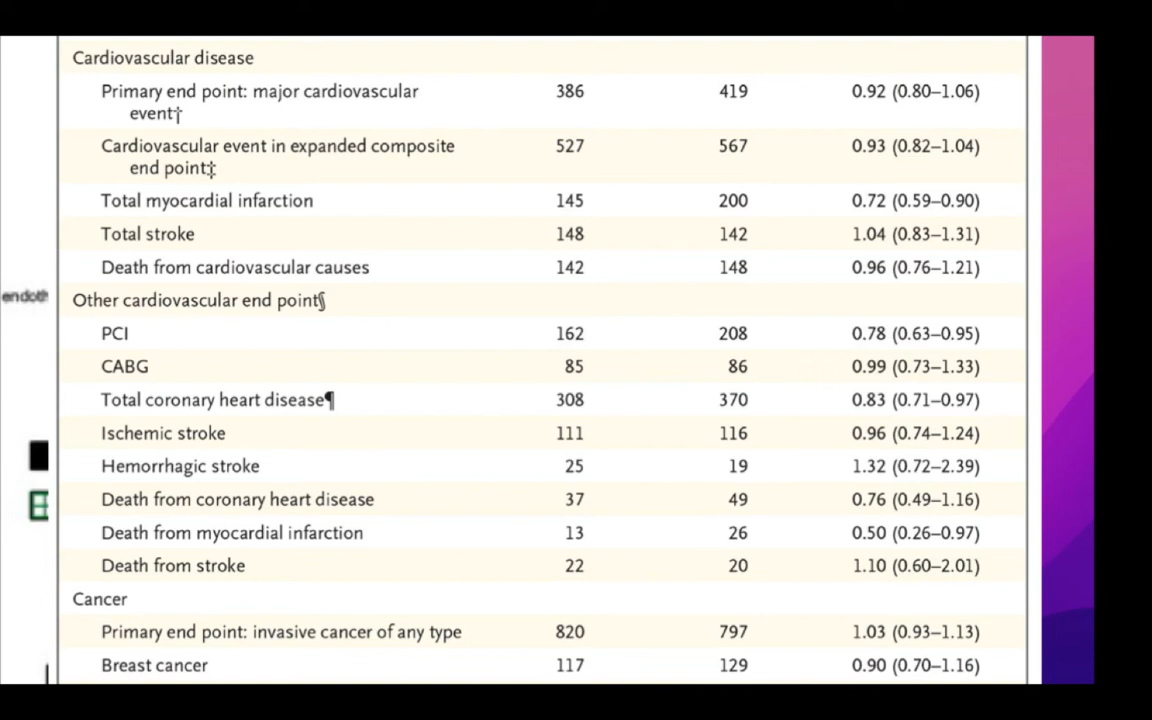 Cardiovascular disease
Primary end point: major cardiovascular 386 419 0.92 (0.80–1.06)
event†
Cardiovascular event in expanded composite 527 567 0.93 (0.82–1.04)
end point‡
Total myocardial infarction 145 200 0.72 (0.59–0.90)
Total stroke 148 142 1.04 (0.83–1.31)
Death from cardiovascular causes 142 148 0.96 (0.76–1.21)
endoth
Other cardiovascular end point§
PCI 162 208 0.78 (0.63–0.95)
CABG 85 86 0.99 (0.73–1.33)
Total coronary heart disease¶ 308 370 0.83 (0.71–0.97)
Ischemic stroke 111 116 0.96 (0.74–1.24)
Hemorrhagic stroke 25 19 1.32 (0.72–2.39)
Death from coronary heart disease 37 49 0.76 (0.49–1.16)
Death from myocardial infarction 13 26 0.50 (0.26–0.97)
Death from stroke 22 20 1.10 (0.60–2.01)
Cancer
Primary end point: invasive cancer of any type 820 797 1.03 (0.93–1.13)
Breast cancer 117 129 0.90 (0.70–1.16)